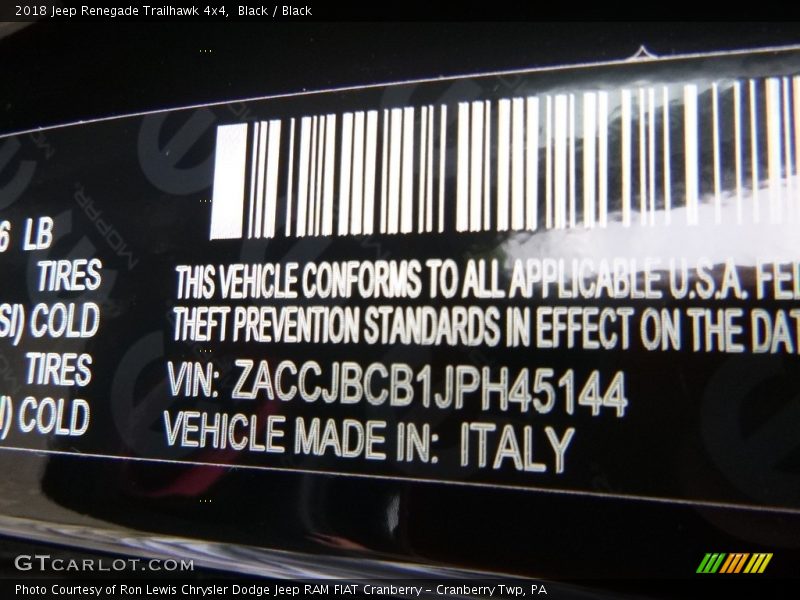 2018 Jeep Renegade Trailhawk 4x4, Black / Black
6 LB
TIRES
SI) COLD
TIRES
I) COLD
THIS VEHICLE CONFORMS TO ALL APPLICABLE U.S.A. FE
THEFT PREVENTION STANDARDS IN EFFECT ON THE DAT
VIN: ZACCJBCB1JPH45144
VEHICLE MADE IN: ITALY
MOPAR
GTCARLOT.COM
Photo Courtesy of Ron Lewis Chrysler Dodge Jeep RAM FIAT Cranberry – Cranberry Twp, PA